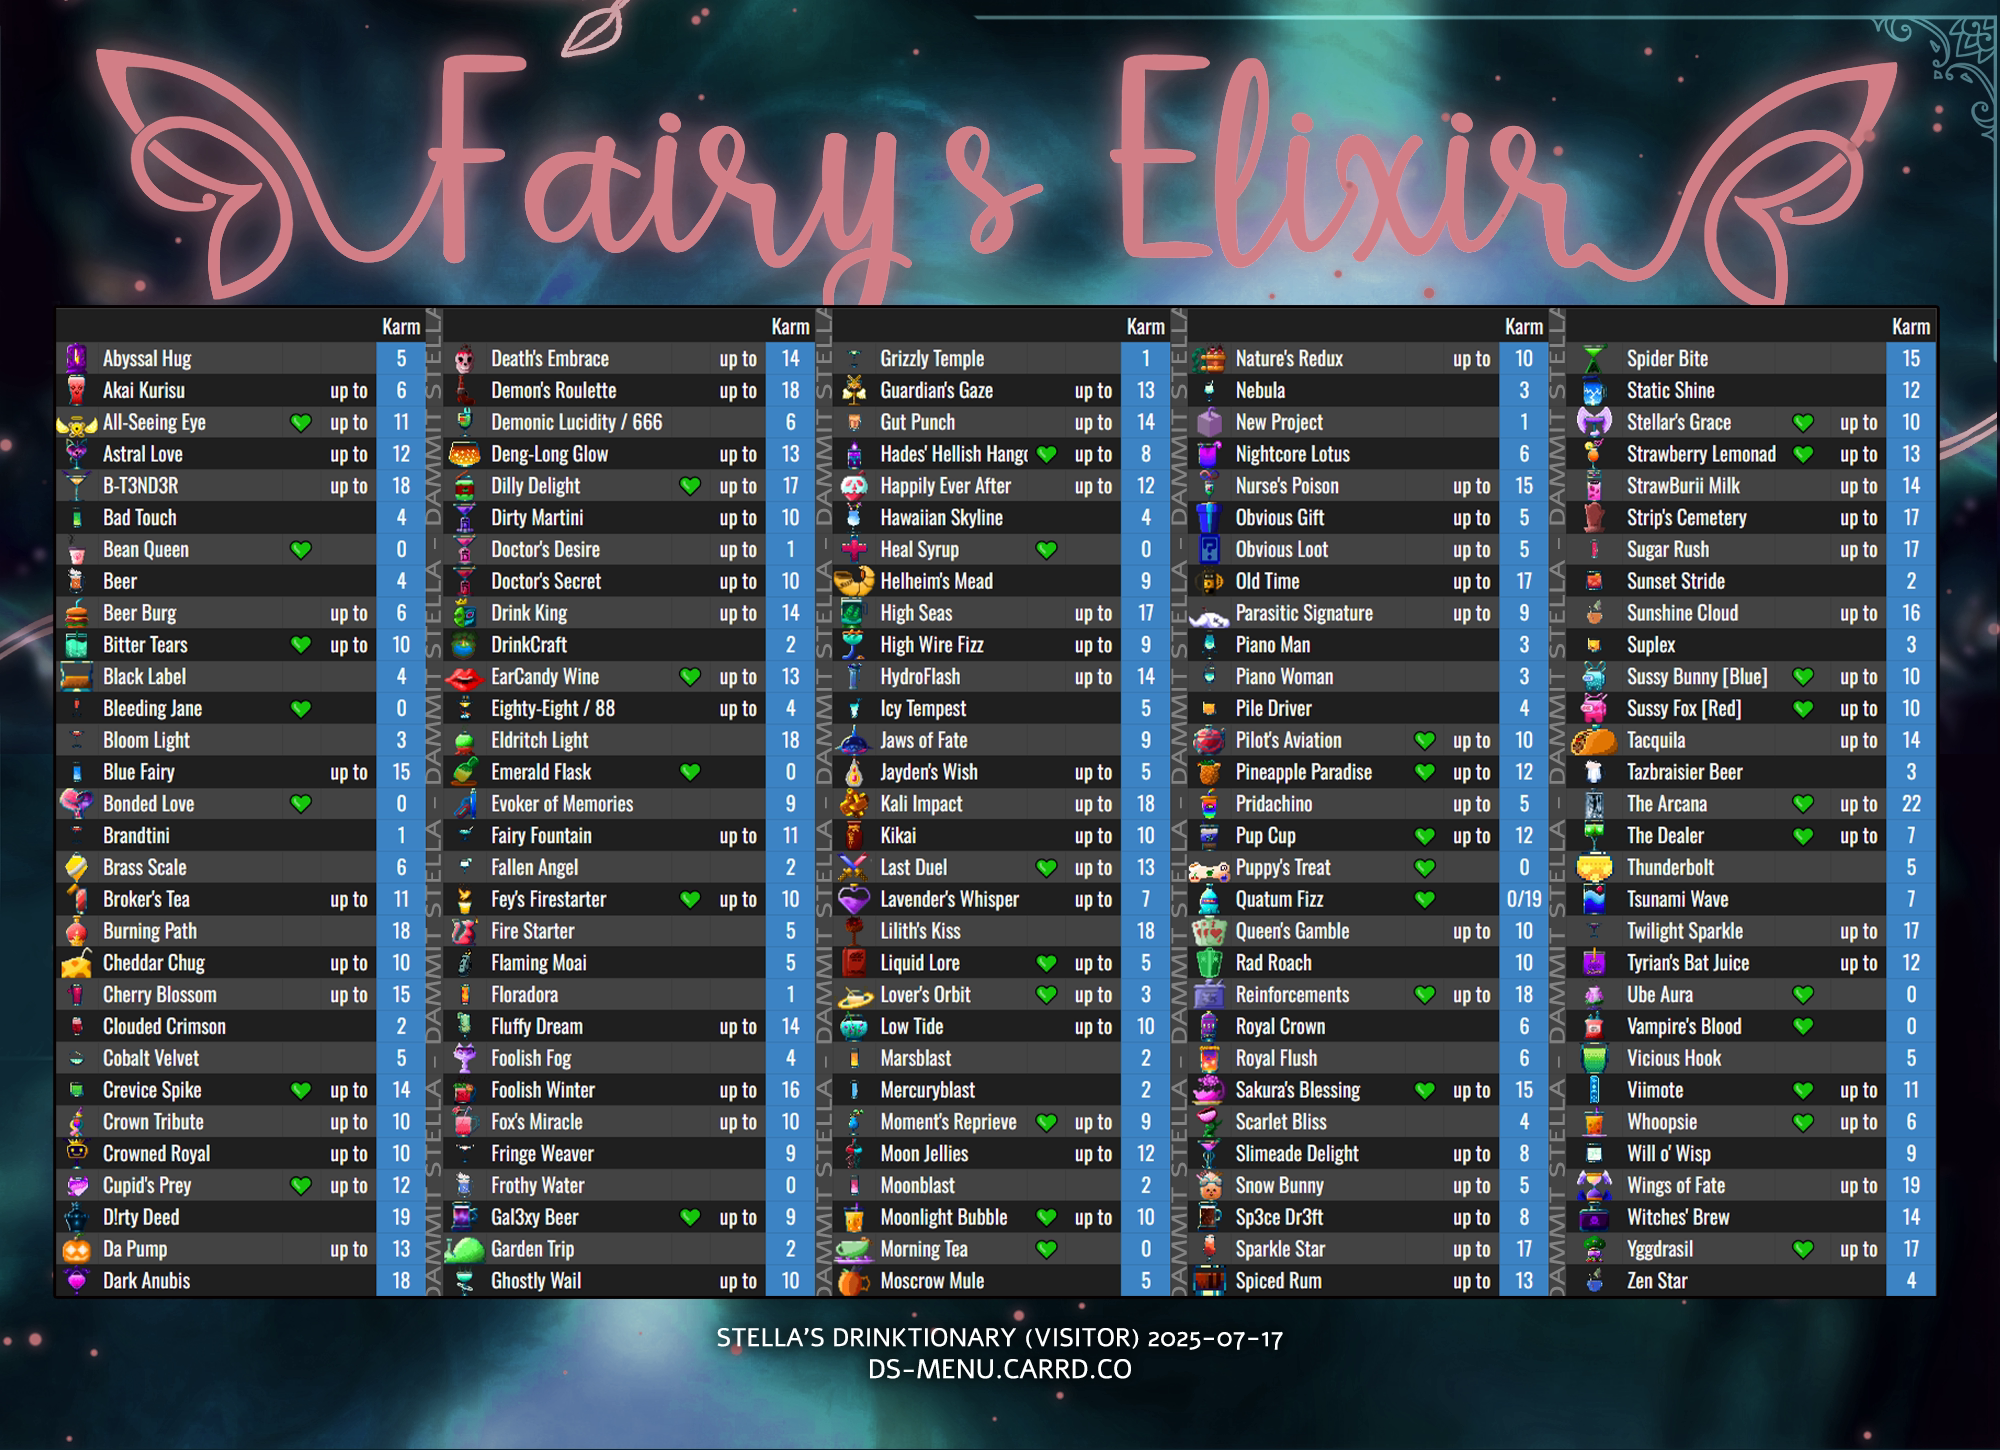 Fairy's Elixir
Karm
Abyssal Hug 5
Akai Kurisu up to 6
All-Seeing Eye up to 11
Astral Love up to 12
B-T3ND3R up to 18
Bad Touch 4
Bean Queen 0
Beer 4
Beer Burg up to 6
Bitter Tears up to 10
Black Label 4
Bleeding Jane 0
Bloom Light 3
Blue Fairy up to 15
Bonded Love 0
Brandtini 1
Brass Scale 6
Broker's Tea up to 11
Burning Path 18
Cheddar Chug up to 10
Cherry Blossom up to 15
Clouded Crimson 2
Cobalt Velvet 5
Crevice Spike up to 14
Crown Tribute up to 10
Crowned Royal up to 10
Cupid's Prey up to 12
D!rty Deed 19
Da Pump up to 13
Dark Anubis 18
STELLA - DAMMIT STELLA - DAMMIT STELLA - DAMMIT STELLA
Karm
Death's Embrace up to 14
Demon's Roulette up to 18
Demonic Lucidity / 666 6
Deng-Long Glow up to 13
Dilly Delight up to 17
Dirty Martini up to 10
Doctor's Desire up to 1
Doctor's Secret up to 10
Drink King up to 14
DrinkCraft 2
EarCandy Wine up to 13
Eighty-Eight / 88 up to 4
Eldritch Light 18
Emerald Flask 0
Evoker of Memories 9
Fairy Fountain up to 11
Fallen Angel 2
Fey's Firestarter up to 10
Fire Starter 5
Flaming Moai 5
Floradora 1
Fluffy Dream up to 14
Foolish Fog 4
Foolish Winter up to 16
Fox's Miracle up to 10
Fringe Weaver 9
Frothy Water 0
Gal3xy Beer up to 9
Garden Trip 2
Ghostly Wail up to 10
STELLA - DAMMIT STELLA - DAMMIT STELLA - DAMMIT STELLA
Karm
Grizzly Temple 1
Guardian's Gaze up to 13
Gut Punch up to 14
Hades' Hellish Hang up to 8
Happily Ever After up to 12
Hawaiian Skyline 4
Heal Syrup 0
Helheim's Mead 9
High Seas up to 17
High Wire Fizz up to 9
HydroFlash up to 14
Icy Tempest 5
Jaws of Fate 9
Jayden's Wish up to 5
Kali Impact up to 18
Kikai up to 10
Last Duel up to 13
Lavender's Whisper up to 7
Lilith's Kiss 18
Liquid Lore up to 5
Lover's Orbit up to 3
Low Tide up to 10
Marsblast 2
Mercuryblast 2
Moment's Reprieve up to 9
Moon Jellies up to 12
Moonblast 2
Moonlight Bubble up to 10
Morning Tea 0
Moscrow Mule 5
STELLA - DAMMIT STELLA - DAMMIT STELLA - DAMMIT STELLA
Karm
Nature's Redux up to 10
Nebula 3
New Project 1
Nightcore Lotus 6
Nurse's Poison up to 15
Obvious Gift up to 5
Obvious Loot up to 5
Old Time up to 17
Parasitic Signature up to 9
Piano Man 3
Piano Woman 3
Pile Driver 4
Pilot's Aviation up to 10
Pineapple Paradise up to 12
Pridachino up to 5
Pup Cup up to 12
Puppy's Treat 0
Quatum Fizz 0/19
Queen's Gamble up to 10
Rad Roach 10
Reinforcements up to 18
Royal Crown 6
Royal Flush 6
Sakura's Blessing up to 15
Scarlet Bliss 4
Slimeade Delight up to 8
Snow Bunny up to 5
Sp3ce Dr3ft up to 8
Sparkle Star up to 17
Spiced Rum up to 13
STELLA - DAMMIT STELLA - DAMMIT STELLA - DAMMIT STELLA
Karm
Spider Bite 15
Static Shine 12
Stellar's Grace up to 10
Strawberry Lemonad up to 13
StrawBurii Milk up to 14
Strip's Cemetery up to 17
Sugar Rush up to 17
Sunset Stride 2
Sunshine Cloud up to 16
Suplex 3
Sussy Bunny [Blue] up to 10
Sussy Fox [Red] up to 10
Tacquila up to 14
Tazbraisier Beer 3
The Arcana up to 22
The Dealer up to 7
Thunderbolt 5
Tsunami Wave 7
Twilight Sparkle up to 17
Tyrian's Bat Juice up to 12
Ube Aura 0
Vampire's Blood 0
Vicious Hook 5
Viimote up to 11
Whoopsie up to 6
Will o' Wisp 9
Wings of Fate up to 19
Witches' Brew 14
Yggdrasil up to 17
Zen Star 4
STELLA'S DRINKTIONARY (VISITOR) 2025-07-17
DS-MENU.CARRD.CO